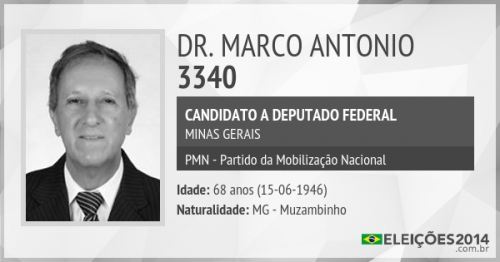 DR. MARCO ANTONIO
3340
CANDIDATO A DEPUTADO FEDERAL
MINAS GERAIS
PMN - Partido da Mobilização Nacional
Idade: 68 anos (15-06-1946)
Naturalidade: MG - Muzambinho
ELEIÇÕES2014
.com.br